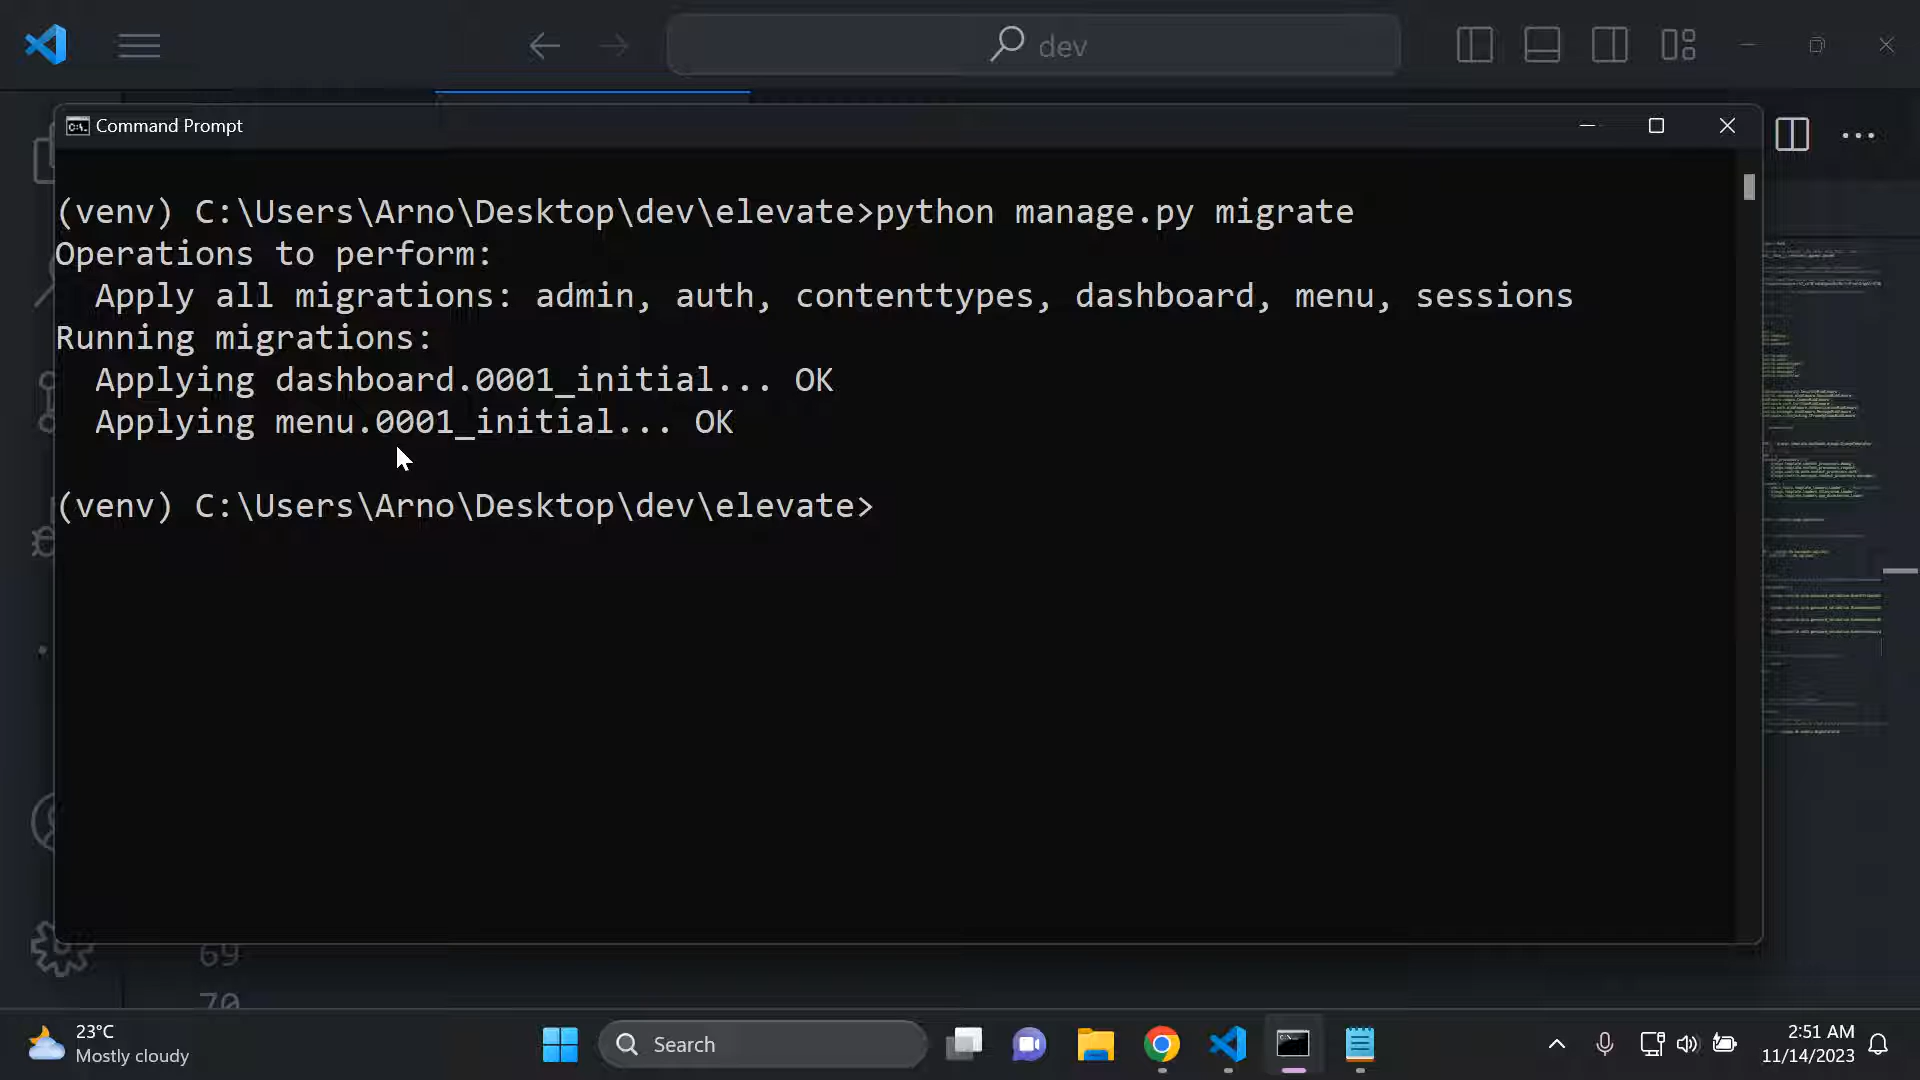 dev
Command Prompt
(venv) C:\Users\Arno\Desktop\dev\elevate>python manage.py migrate
Operations to perform:
Apply all migrations: admin, auth, contenttypes, dashboard, menu, sessions
Running migrations:
Applying dashboard.0001_initial... OK
Applying menu.0001_initial... OK
(venv) C:\Users\Arno\Desktop\dev\elevate>
69
70
23°C
Mostly cloudy
Search
2:51 AM
11/14/2023